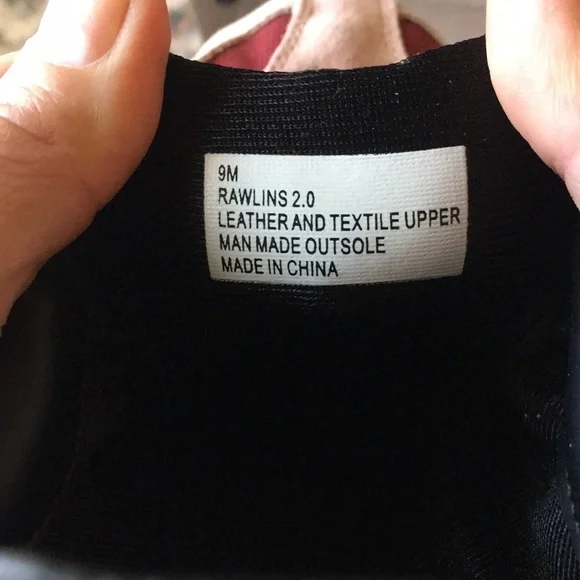 9M
RAWLINS 2.0
LEATHER AND TEXTILE UPPER
MAN MADE OUTSOLE
MADE IN CHINA